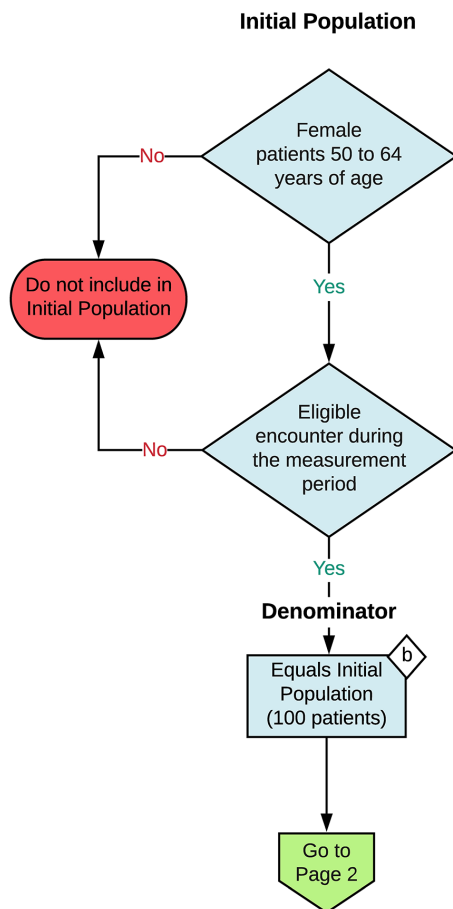 Initial Population
Female
patients 50 to 64
years of age
No
Do not include in
Initial Population
Yes
Eligible
encounter during
the measurement
period
No
Yes
Denominator
b
Equals Initial
Population
(100 patients)
Go to
Page 2